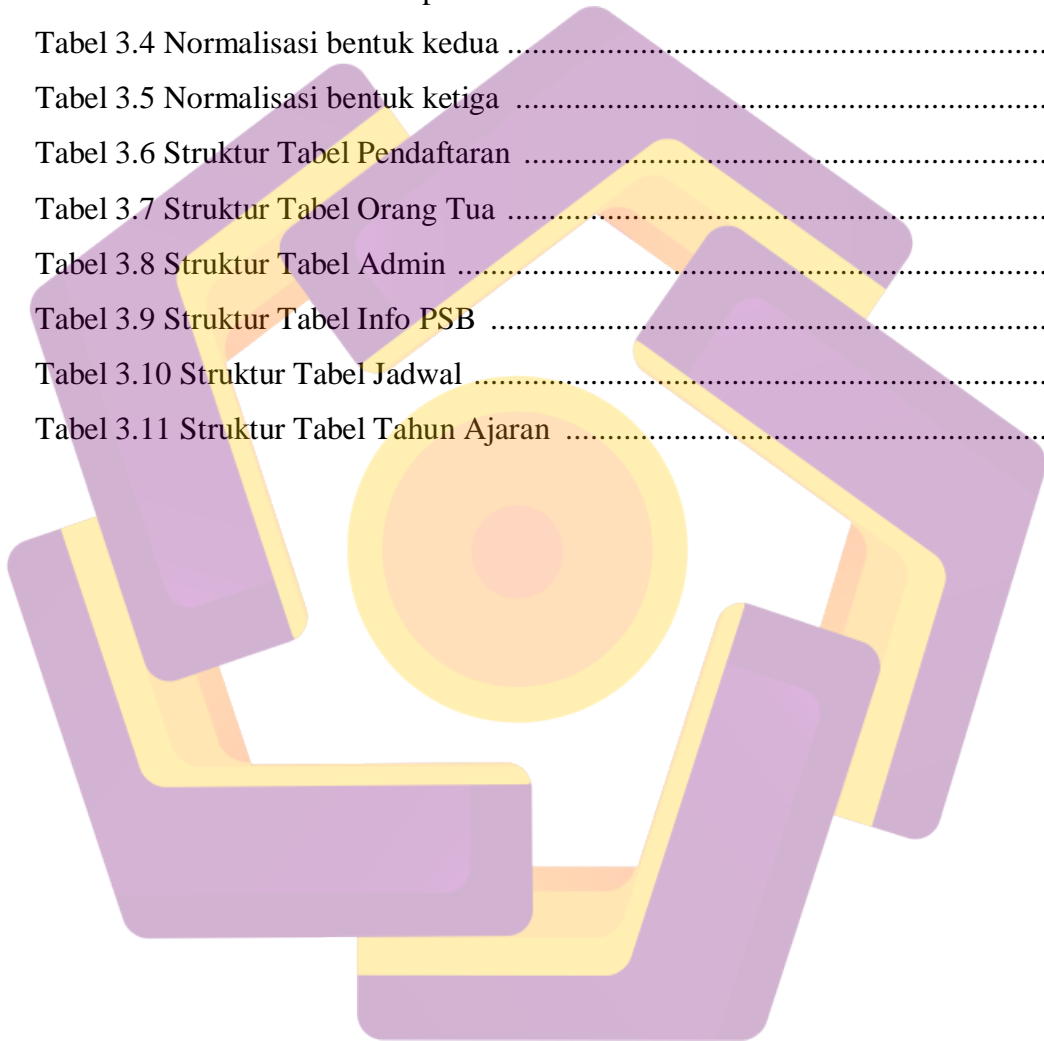 Tabel 3.4 Normalisasi bentuk kedua ................................................................
Tabel 3.5 Normalisasi bentuk ketiga ................................................................
Tabel 3.6 Struktur Tabel Pendaftaran ...............................................................
Tabel 3.7 Struktur Tabel Orang Tua .................................................................
Tabel 3.8 Struktur Tabel Admin ........................................................................
Tabel 3.9 Struktur Tabel Info PSB ....................................................................
Tabel 3.10 Struktur Tabel Jadwal ......................................................................
Tabel 3.11 Struktur Tabel Tahun Ajaran ...........................................................